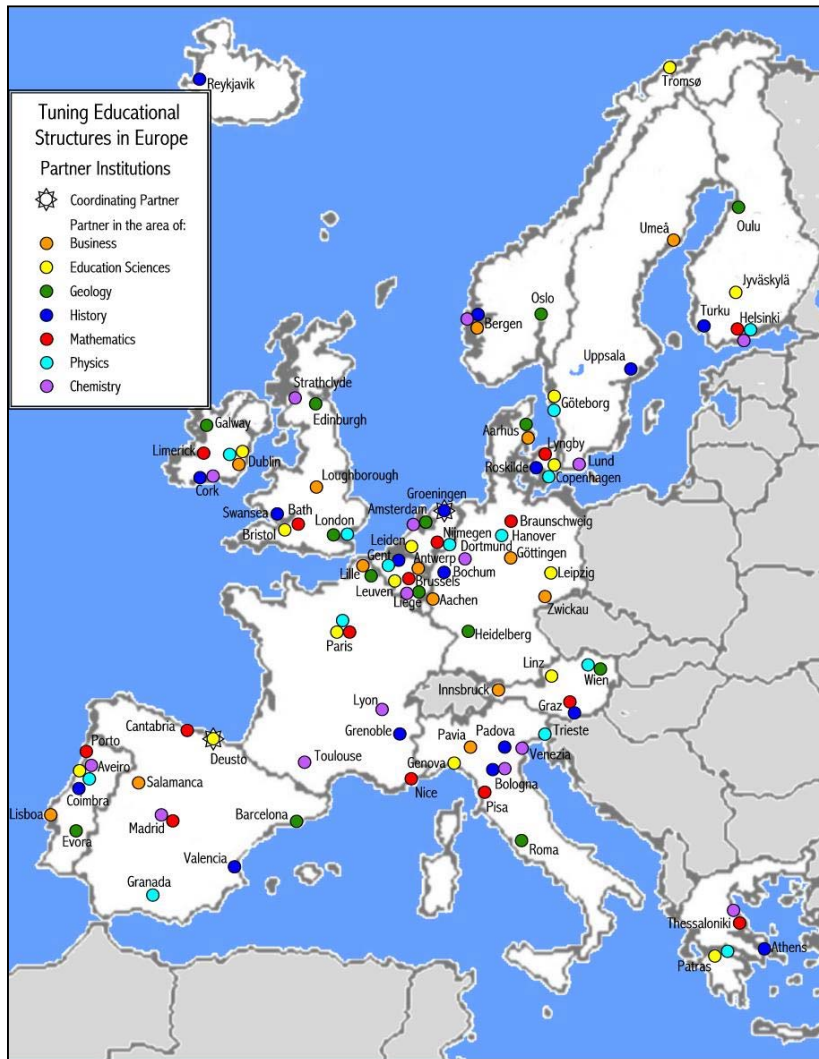 Reykjavik
Tromsø
Tuning Educational
Structures in Europe
Partner Institutions
Coordinating Partner
Partner in the area of:
Business
Education Sciences
Geology
History
Mathematics
Physics
Chemistry
Umeå
Oulu
Jyväskylä
Oslo
Turku
Helsinki
Bergen
Uppsala
Strathclyde
Edinburgh
Göteborg
Galway
Aarhus
Lyngby
Limerick
Dublin
Roskilde
Lund
Copenhagen
Loughborough
Cork
Groeningen
Swansea
Bath
Amsterdam
Braunschweig
London
Nijmegen
Hanover
Bristol
Leiden
Dortmund
Gent
Antwerp
Göttingen
Lille
Bochum
Leipzig
Brussels
Leuven
Liege
Aachen
Zwickau
Heidelberg
Paris
Linz
Wien
Innsbruck
Lyon
Graz
Cantabria
Grenoble
Pavia
Padova
Trieste
Porto
Deusto
Venezia
Aveiro
Toulouse
Genova
Bologna
Salamanca
Nice
Coimbra
Pisa
Lisboa
Barcelona
Madrid
Evora
Roma
Valencia
Granada
Thessaloniki
Athens
Patras